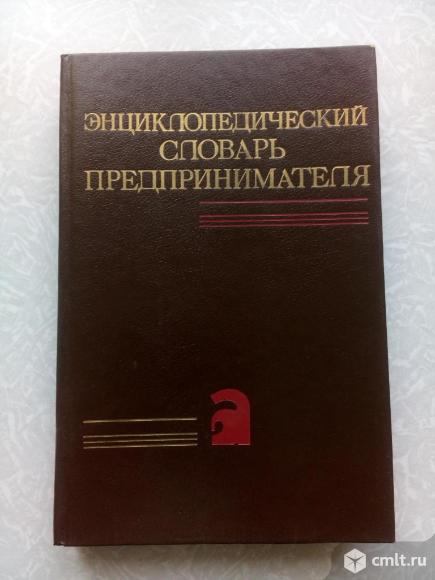 ЭНЦИКЛОПЕДИЧЕСКИЙ
СЛОВАРЬ
ПРЕДПРИНИМАТЕЛЯ
а
cmlt.ru